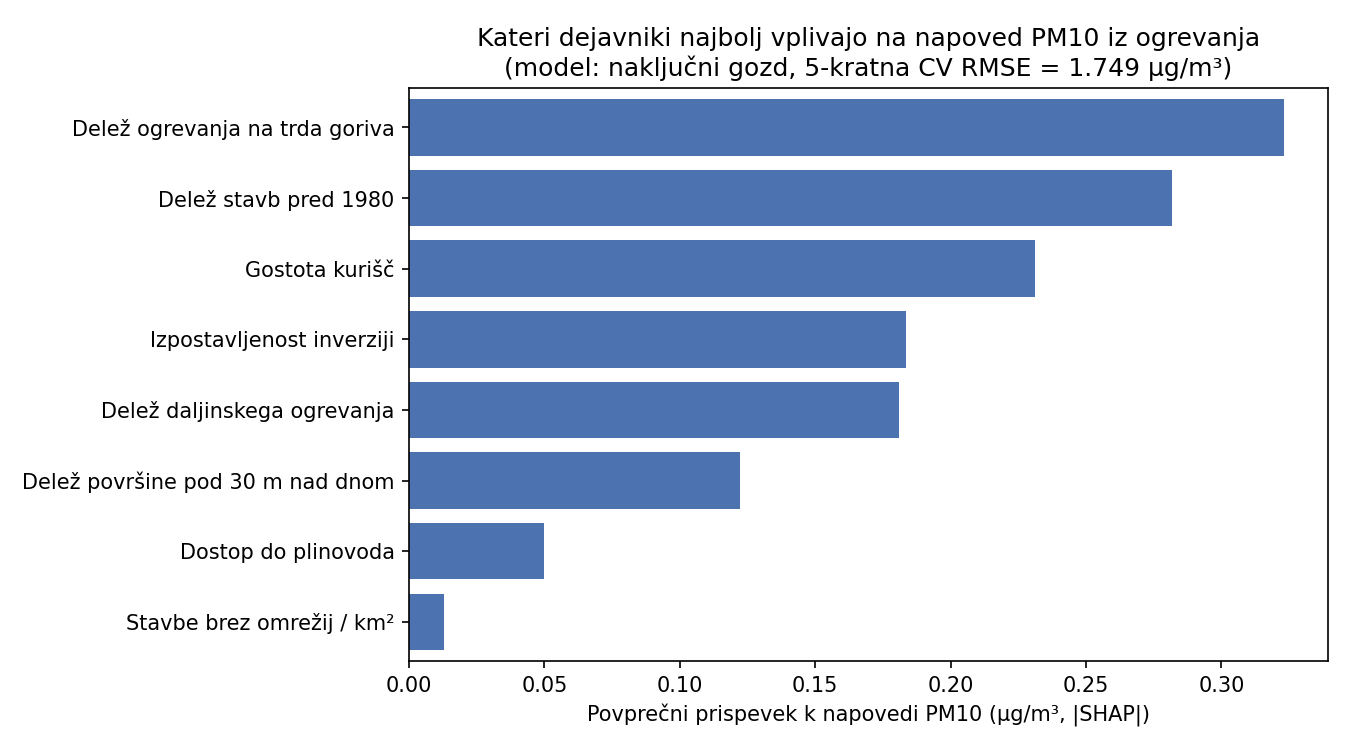 Kateri dejavniki najbolj vplivajo na napoved PM10 iz ogrevanja
(model: naključni gozd, 5-kratna CV RMSE = 1.749 µg/m³)
Delež ogrevanja na trda goriva
Delež stavb pred 1980
Gostota kurišč
Izpostavljenost inverziji
Delež daljinskega ogrevanja
Delež površine pod 30 m nad dnom
Dostop do plinovoda
Stavbe brez omrežij / km²
0.00 0.05 0.10 0.15 0.20 0.25 0.30
Povprečni prispevek k napovedi PM10 (µg/m³, |SHAP|)